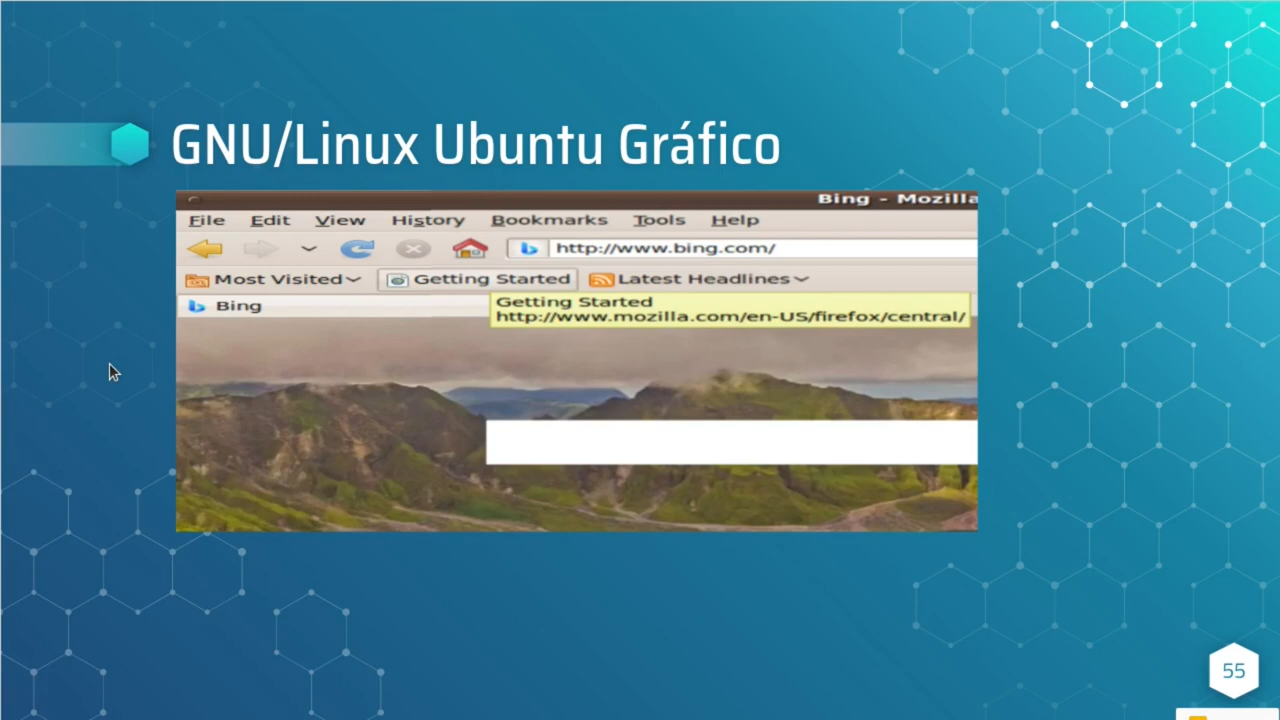 GNU/Linux Ubuntu Gráfico
Bing - Mozilla
File Edit View History Bookmarks Tools Help
http://www.bing.com/
Most Visited Getting Started Latest Headlines
Bing
Getting Started
http://www.mozilla.com/en-US/firefox/central/
55